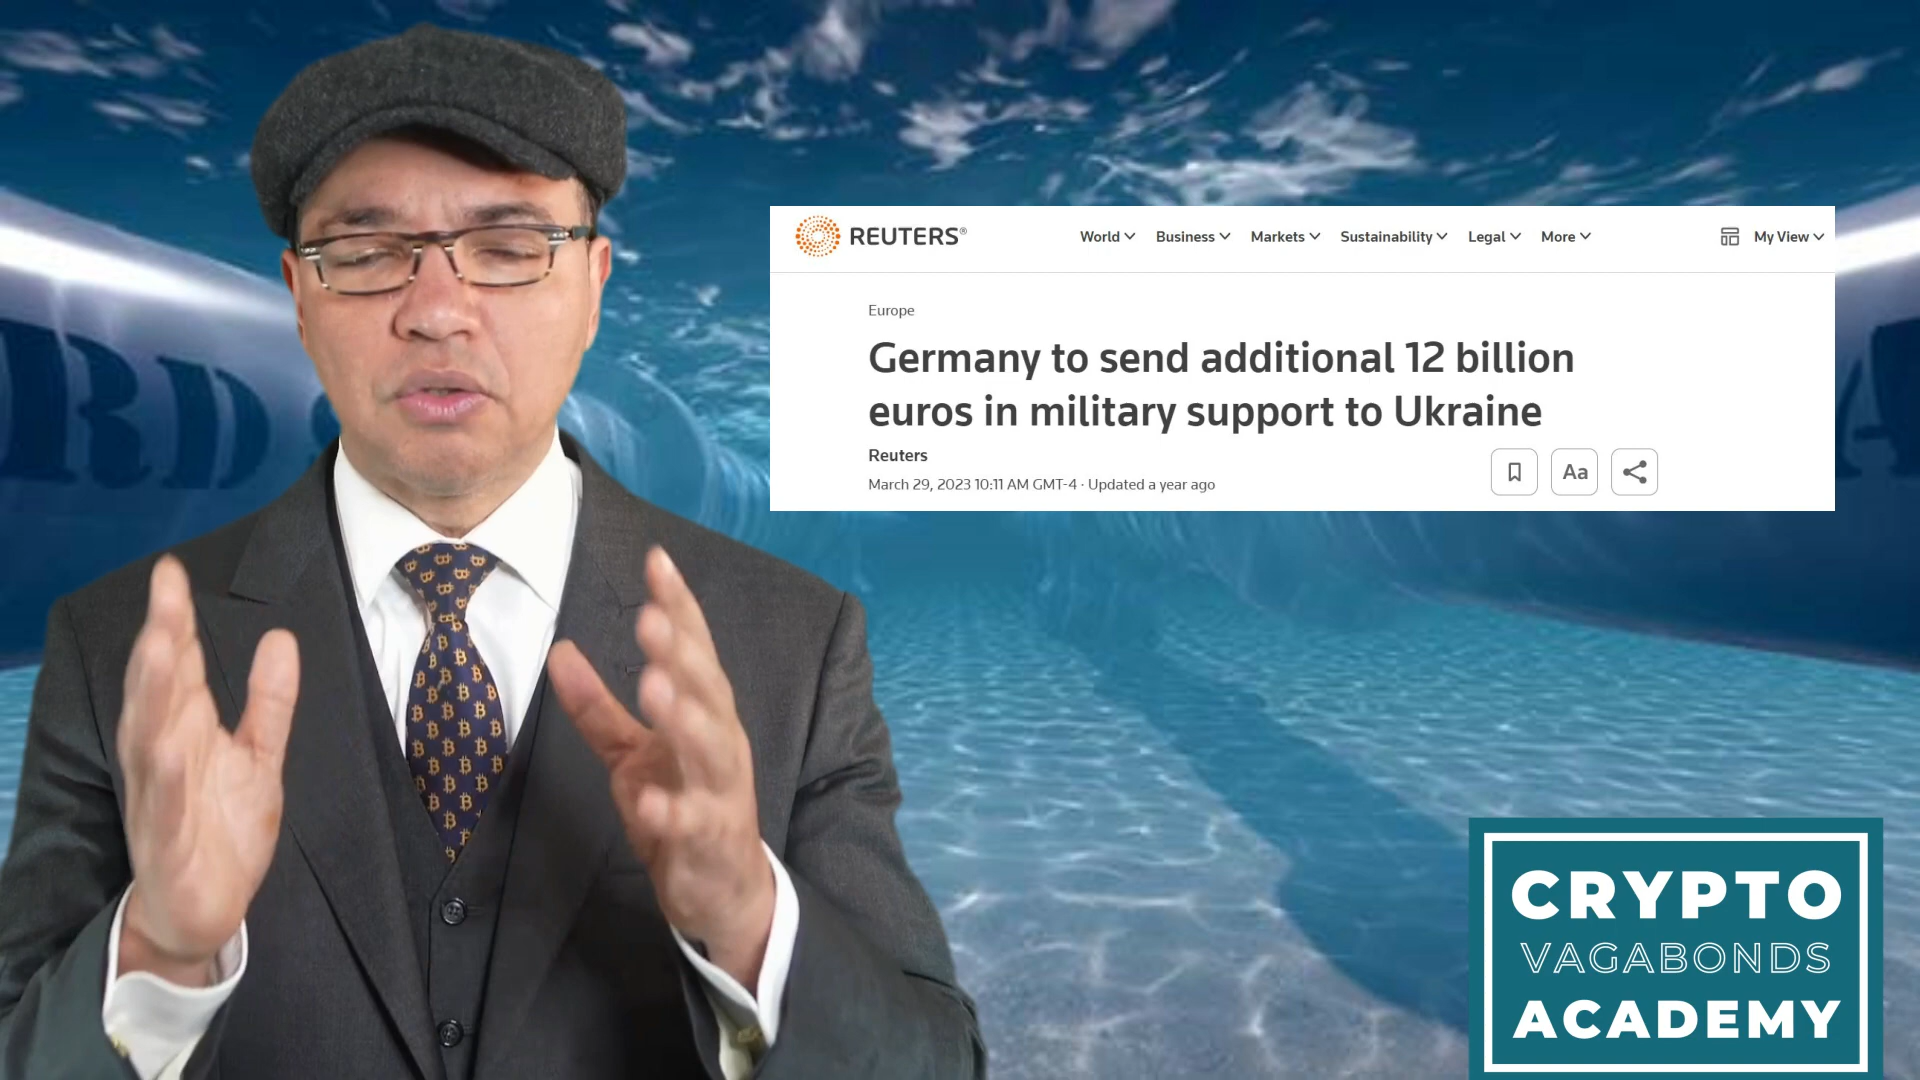 REUTERS®
World Business Markets Sustainability Legal More My View
Europe
Germany to send additional 12 billion
euros in military support to Ukraine
Reuters
Aa
March 29, 2023 10:11 AM GMT-4 · Updated a year ago
RD
CRYPTO
VAGABONDS
ACADEMY